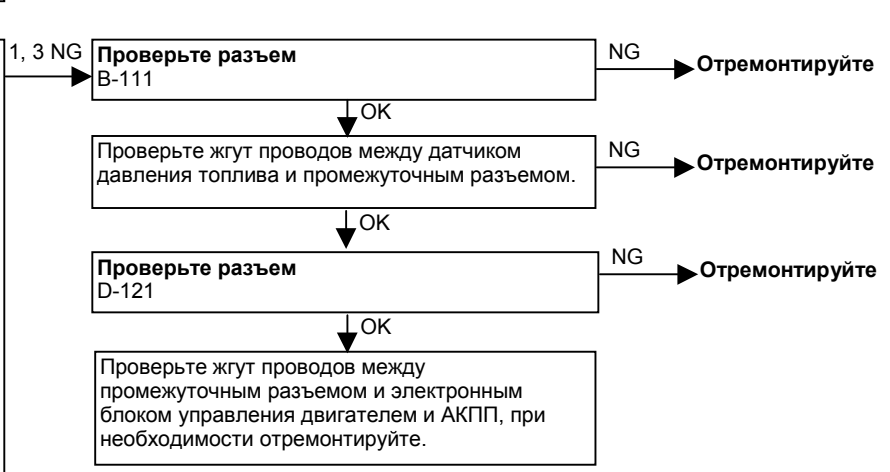 1, 3 NG
Проверьте разъем
B-111
NG
Отремонтируйте
OK
Проверьте жгут проводов между датчиком
давления топлива и промежуточным разъемом.
NG
Отремонтируйте
OK
Проверьте разъем
D-121
NG
Отремонтируйте
OK
Проверьте жгут проводов между
промежуточным разъемом и электронным
блоком управления двигателем и АКПП, при
необходимости отремонтируйте.